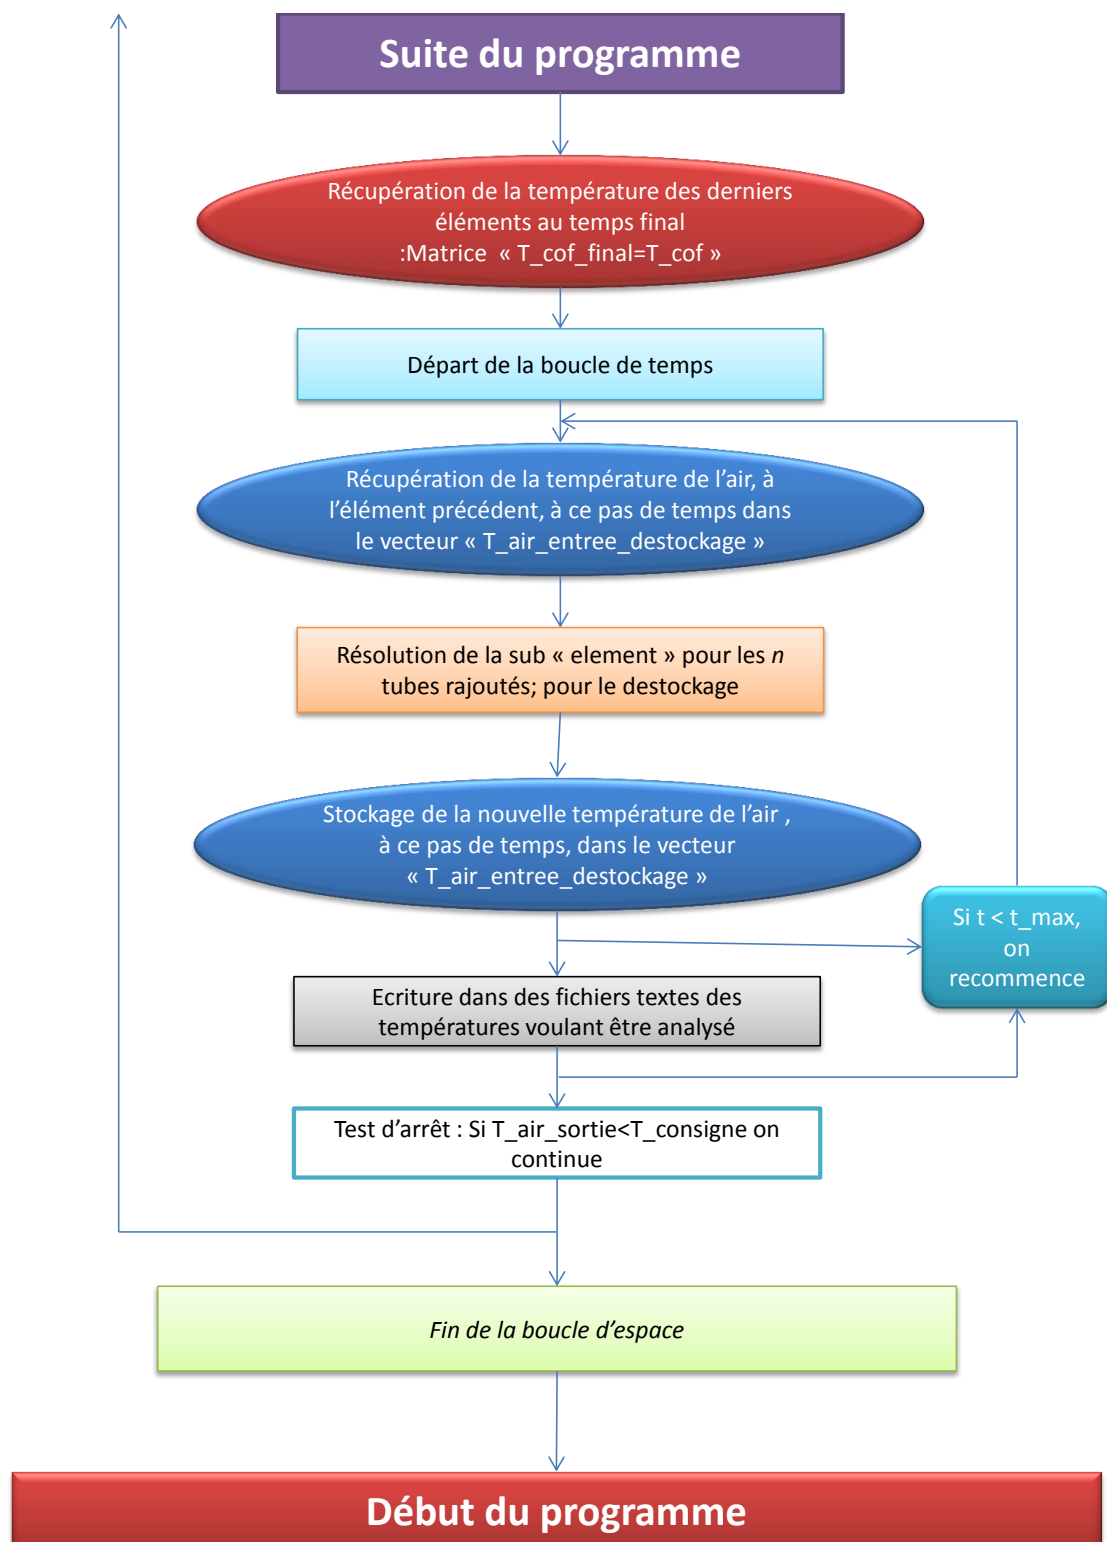 Suite du programme
Récupération de la température des derniers
éléments au temps final
:Matrice « T_cof_final=T_cof »
Départ de la boucle de temps
Récupération de la température de l’air, à
l’élément précédent, à ce pas de temps dans
le vecteur « T_air_entree_destockage »
Résolution de la sub « element » pour les n
tubes rajoutés; pour le destockage
Stockage de la nouvelle température de l’air ,
à ce pas de temps, dans le vecteur
« T_air_entree_destockage »
Si t < t_max,
on
recommence
Ecriture dans des fichiers textes des
températures voulant être analysé
Test d’arrêt : Si T_air_sortie<T_consigne on
continue
Fin de la boucle d’espace
Début du programme